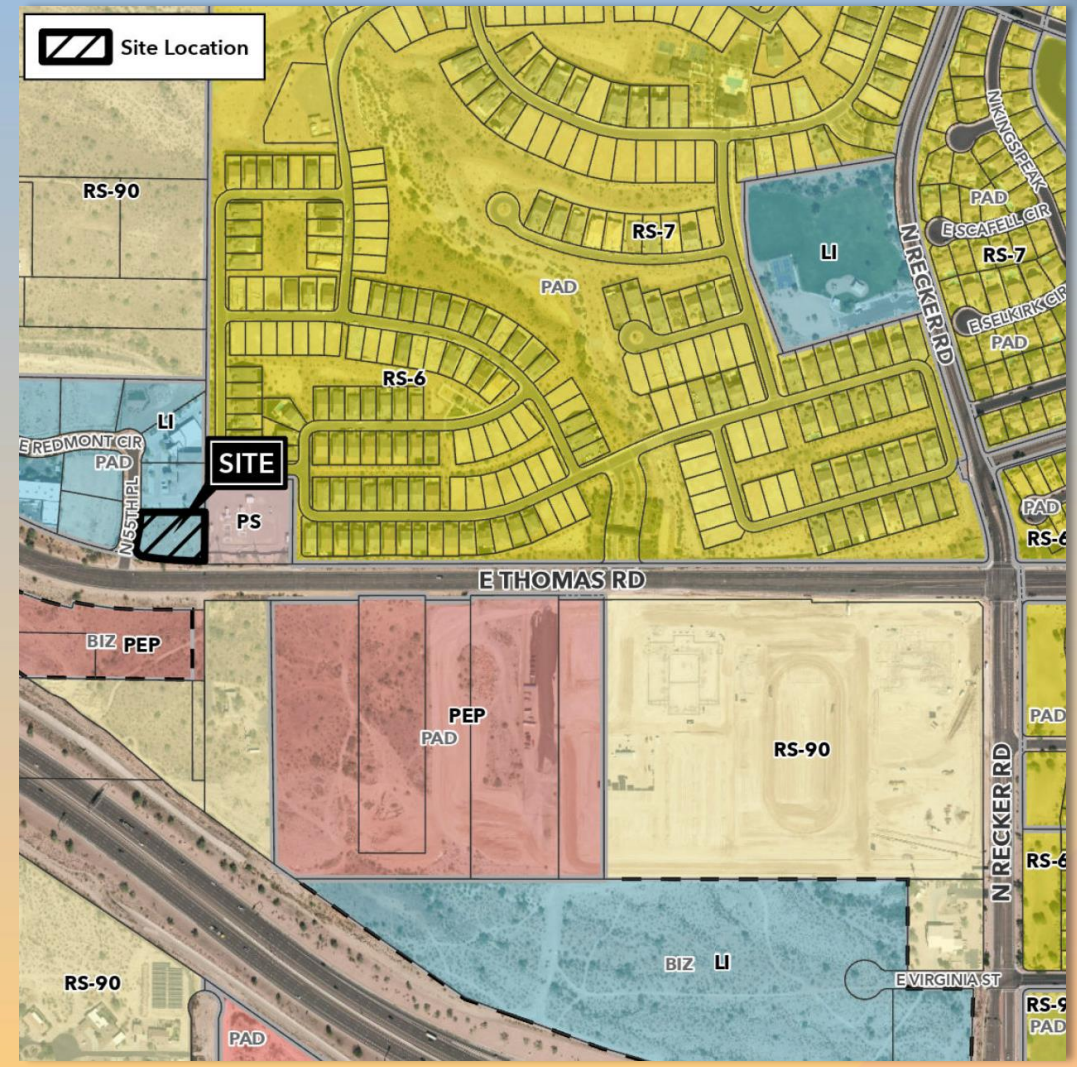 Site Location
RS-90
N KINGS PEAK
PAD
E SCAFELL CIR
RS-7
RS-7
LI
N RECKER RD
PAD
E SELKIRK CIR
PAD
RS-6
LI
E REDMONT CIR
PAD
SITE
N 55TH PL
PS
PAD
RS-6
E THOMAS RD
BIZ PEP
PEP
PAD
PAD
RS-90
N RECKER RD
RS-6
BIZ LI
E VIRGINIA ST
RS-90
RS-9
PAD
PAD